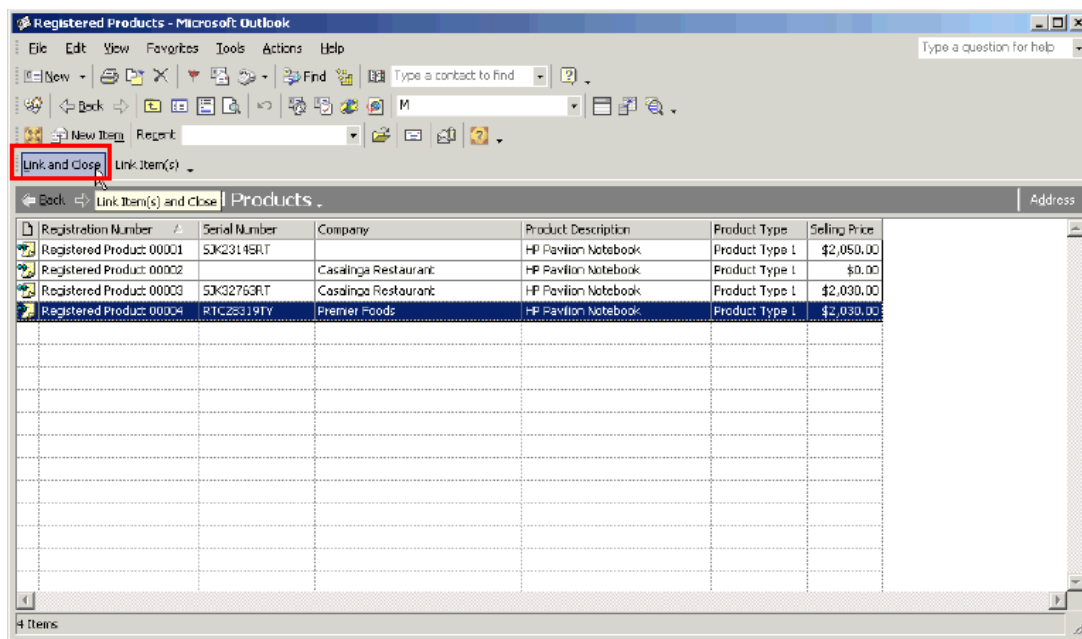 Registered Products - Microsoft Outlook
File Edit View Favorites Tools Actions Help Type a question for help
New Find Type a contact to find
Back M
New Item Recent
Link and Close Link Item(s)
Back Link Item(s) and Close Products Address
Registration Number Serial Number Company Product Description Product Type Selling Price
Registered Product 00001 5JK23145RT HP Pavilion Notebook Product Type 1 $2,050.00
Registered Product 00002 Casalinga Restaurant HP Pavilion Notebook Product Type 1 $0.00
Registered Product 00003 5JK32763RT Casalinga Restaurant HP Pavilion Notebook Product Type 1 $2,030.00
Registered Product 00004 RTC28319TY Premier Foods HP Pavilion Notebook Product Type 1 $2,030.00
4 Items